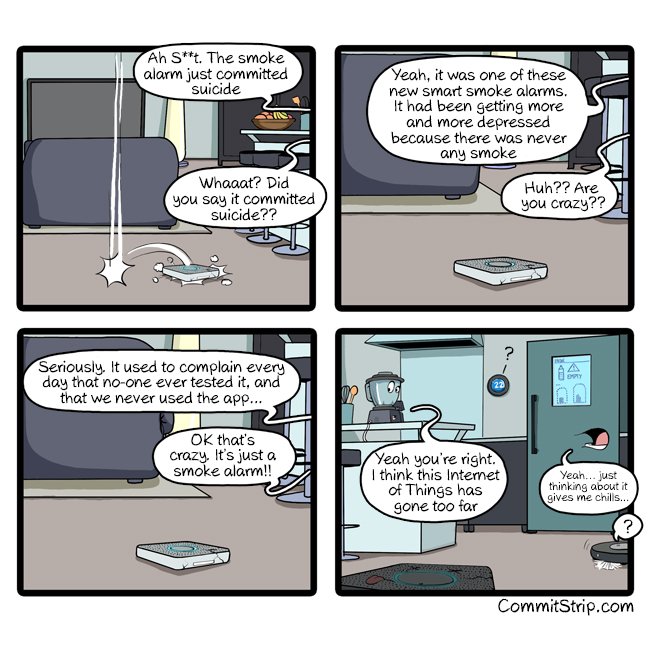 Ah S**t. The smoke
alarm just committed
suicide
Whaaat? Did
you say it committed
suicide??
Yeah, it was one of these
new smart smoke alarms.
It had been getting more
and more depressed
because there was never
any smoke
Huh?? Are
you crazy??
Seriously. It used to complain every
day that no-one ever tested it, and
that we never used the app...
OK that's
crazy. It's just a
smoke alarm!!
?
22
EMPTY
Yeah you're right.
I think this Internet
of Things has
gone too far
Yeah... just
thinking about it
gives me chills...
?
CommitStrip.com